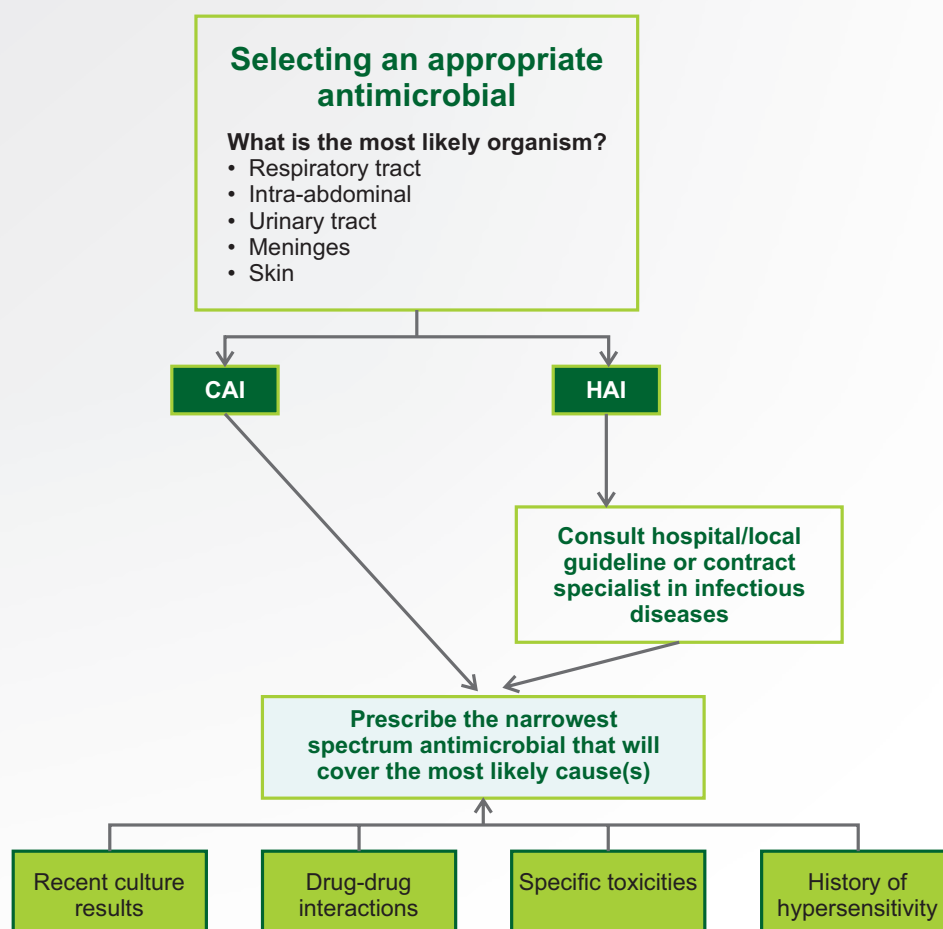 Selecting an appropriate
antimicrobial
What is the most likely organism?
• Respiratory tract
• Intra-abdominal
• Urinary tract
• Meninges
• Skin
CAI
HAI
Consult hospital/local
guideline or contract
specialist in infectious
diseases
Prescribe the narrowest
spectrum antimicrobial that will
cover the most likely cause(s)
Recent culture
results
Drug-drug
interactions
Specific toxicities
History of
hypersensitivity